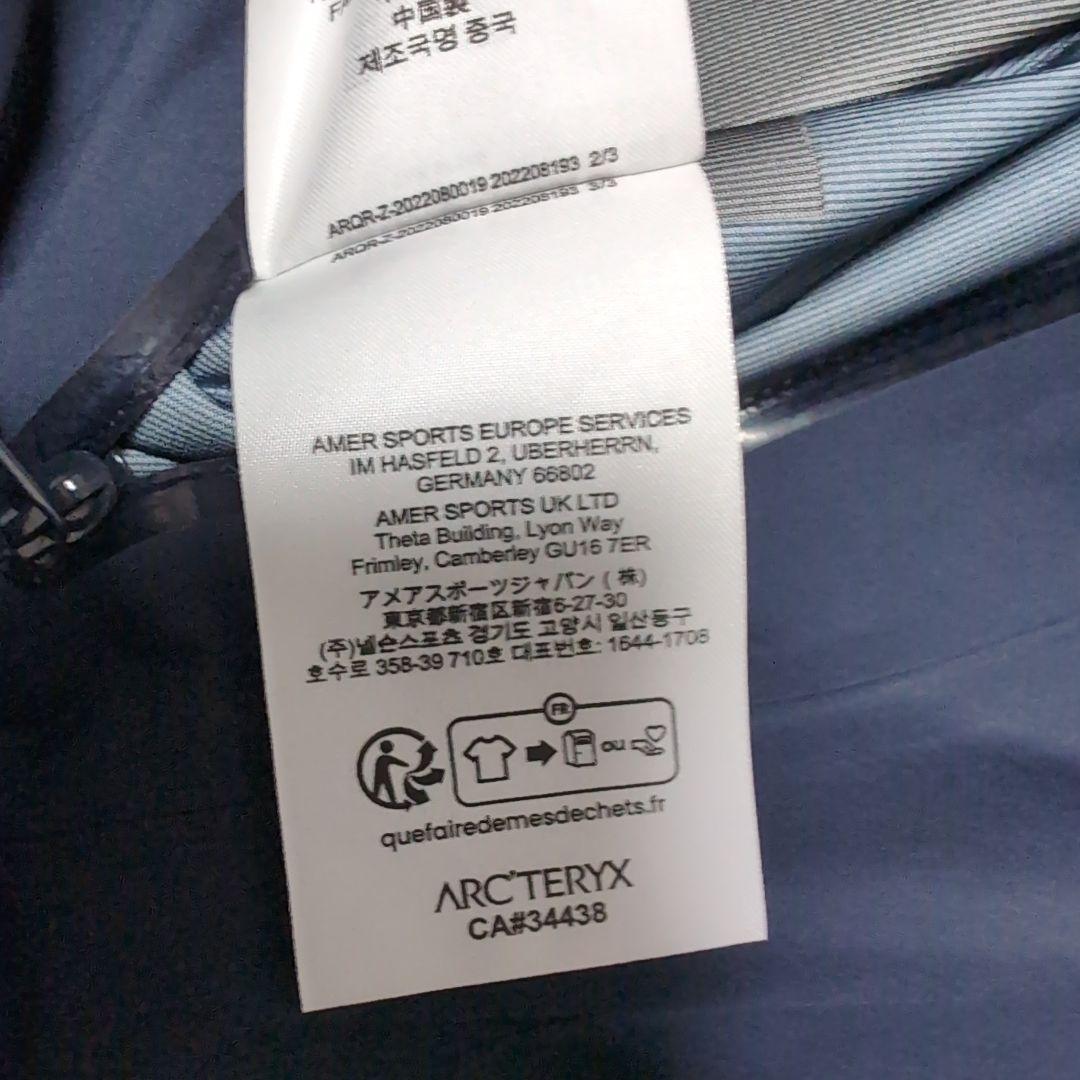 中国製
제조국명 중국
ARQR-Z-2022080019 202208193 2/3
ARQR-Z-2022080019 202208193 3/3
AMER SPORTS EUROPE SERVICES
IM HASFELD 2, UBERHERRN,
GERMANY 66802
AMER SPORTS UK LTD
Theta Building, Lyon Way
Frimley, Camberley GU16 7ER
アメアスポーツジャパン (株)
東京都新宿区新宿6-27-30
(주)넬슨스포츠 경기도 고양시 일산동구
호수로 358-39 710호 대표번호: 1644-1708
FR
ou
quefairedemesdechets.fr
ARC'TERYX
CA#34438